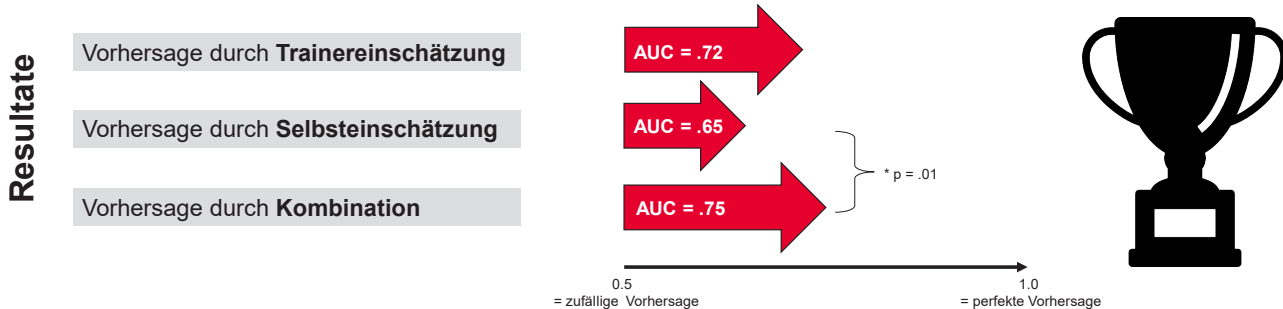 Resultate
Vorhersage durch Trainereinschätzung
AUC = .72
Vorhersage durch Selbsteinschätzung
AUC = .65
* p = .01
Vorhersage durch Kombination
AUC = .75
0.5
= zufällige Vorhersage
1.0
= perfekte Vorhersage